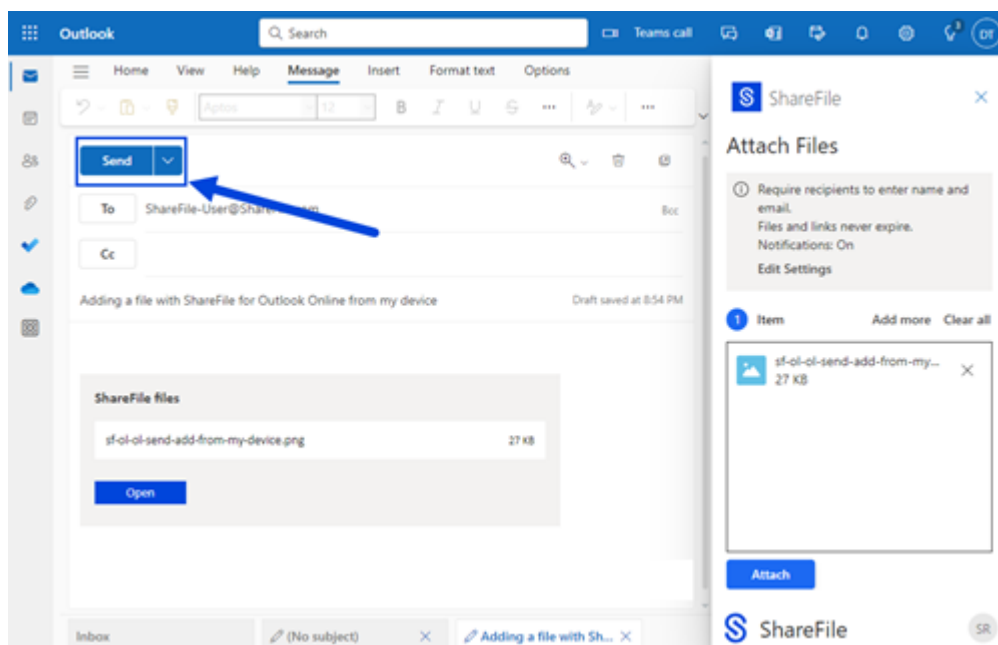 Outlook
Search
Teams call
3
DT
Home View Help Message Insert Format text Options
Aptos 12 B I U S ... ...
Send
To
Bcc
Cc
Adding a file with ShareFile for Outlook Online from my device
Draft saved at 8:54 PM
ShareFile files
sf-ol-ol-send-add-from-my-device.png 27 KB
Open
Inbox
(No subject)
Adding a file with Sh...
ShareFile
Attach Files
Require recipients to enter name and
email.
Files and links never expire.
Notifications: On
Edit Settings
1 Item Add more Clear all
sf-ol-ol-send-add-from-my...
27 KB
Attach
ShareFile
SR